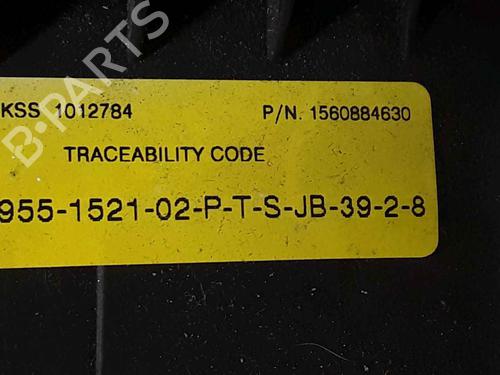 KSS 1012784 P/N. 1560884630
TRACEABILITY CODE
955-1521-02-P-T-S-JB-39-2-8
B-PARTS